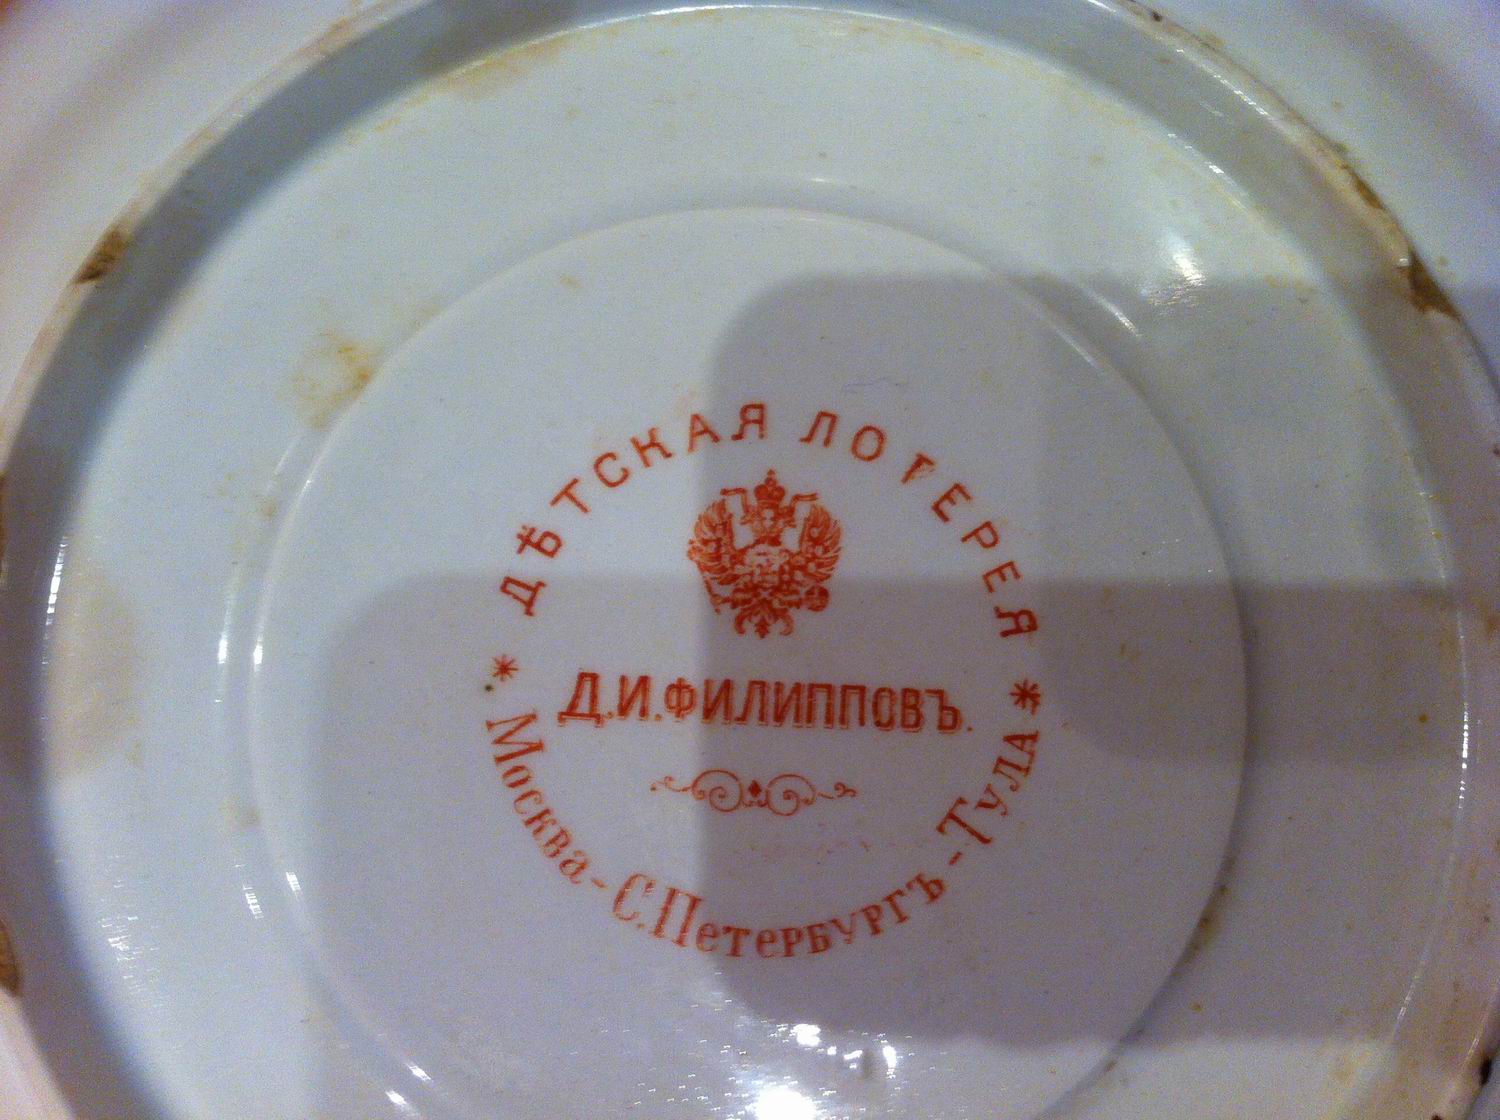 ДѢТСКАЯ ЛОТЕРЕЯ
Д.И.ФИЛИППОВЪ.
МОСКВА-С.ПЕТЕРБУРГЪ-ТУЛА